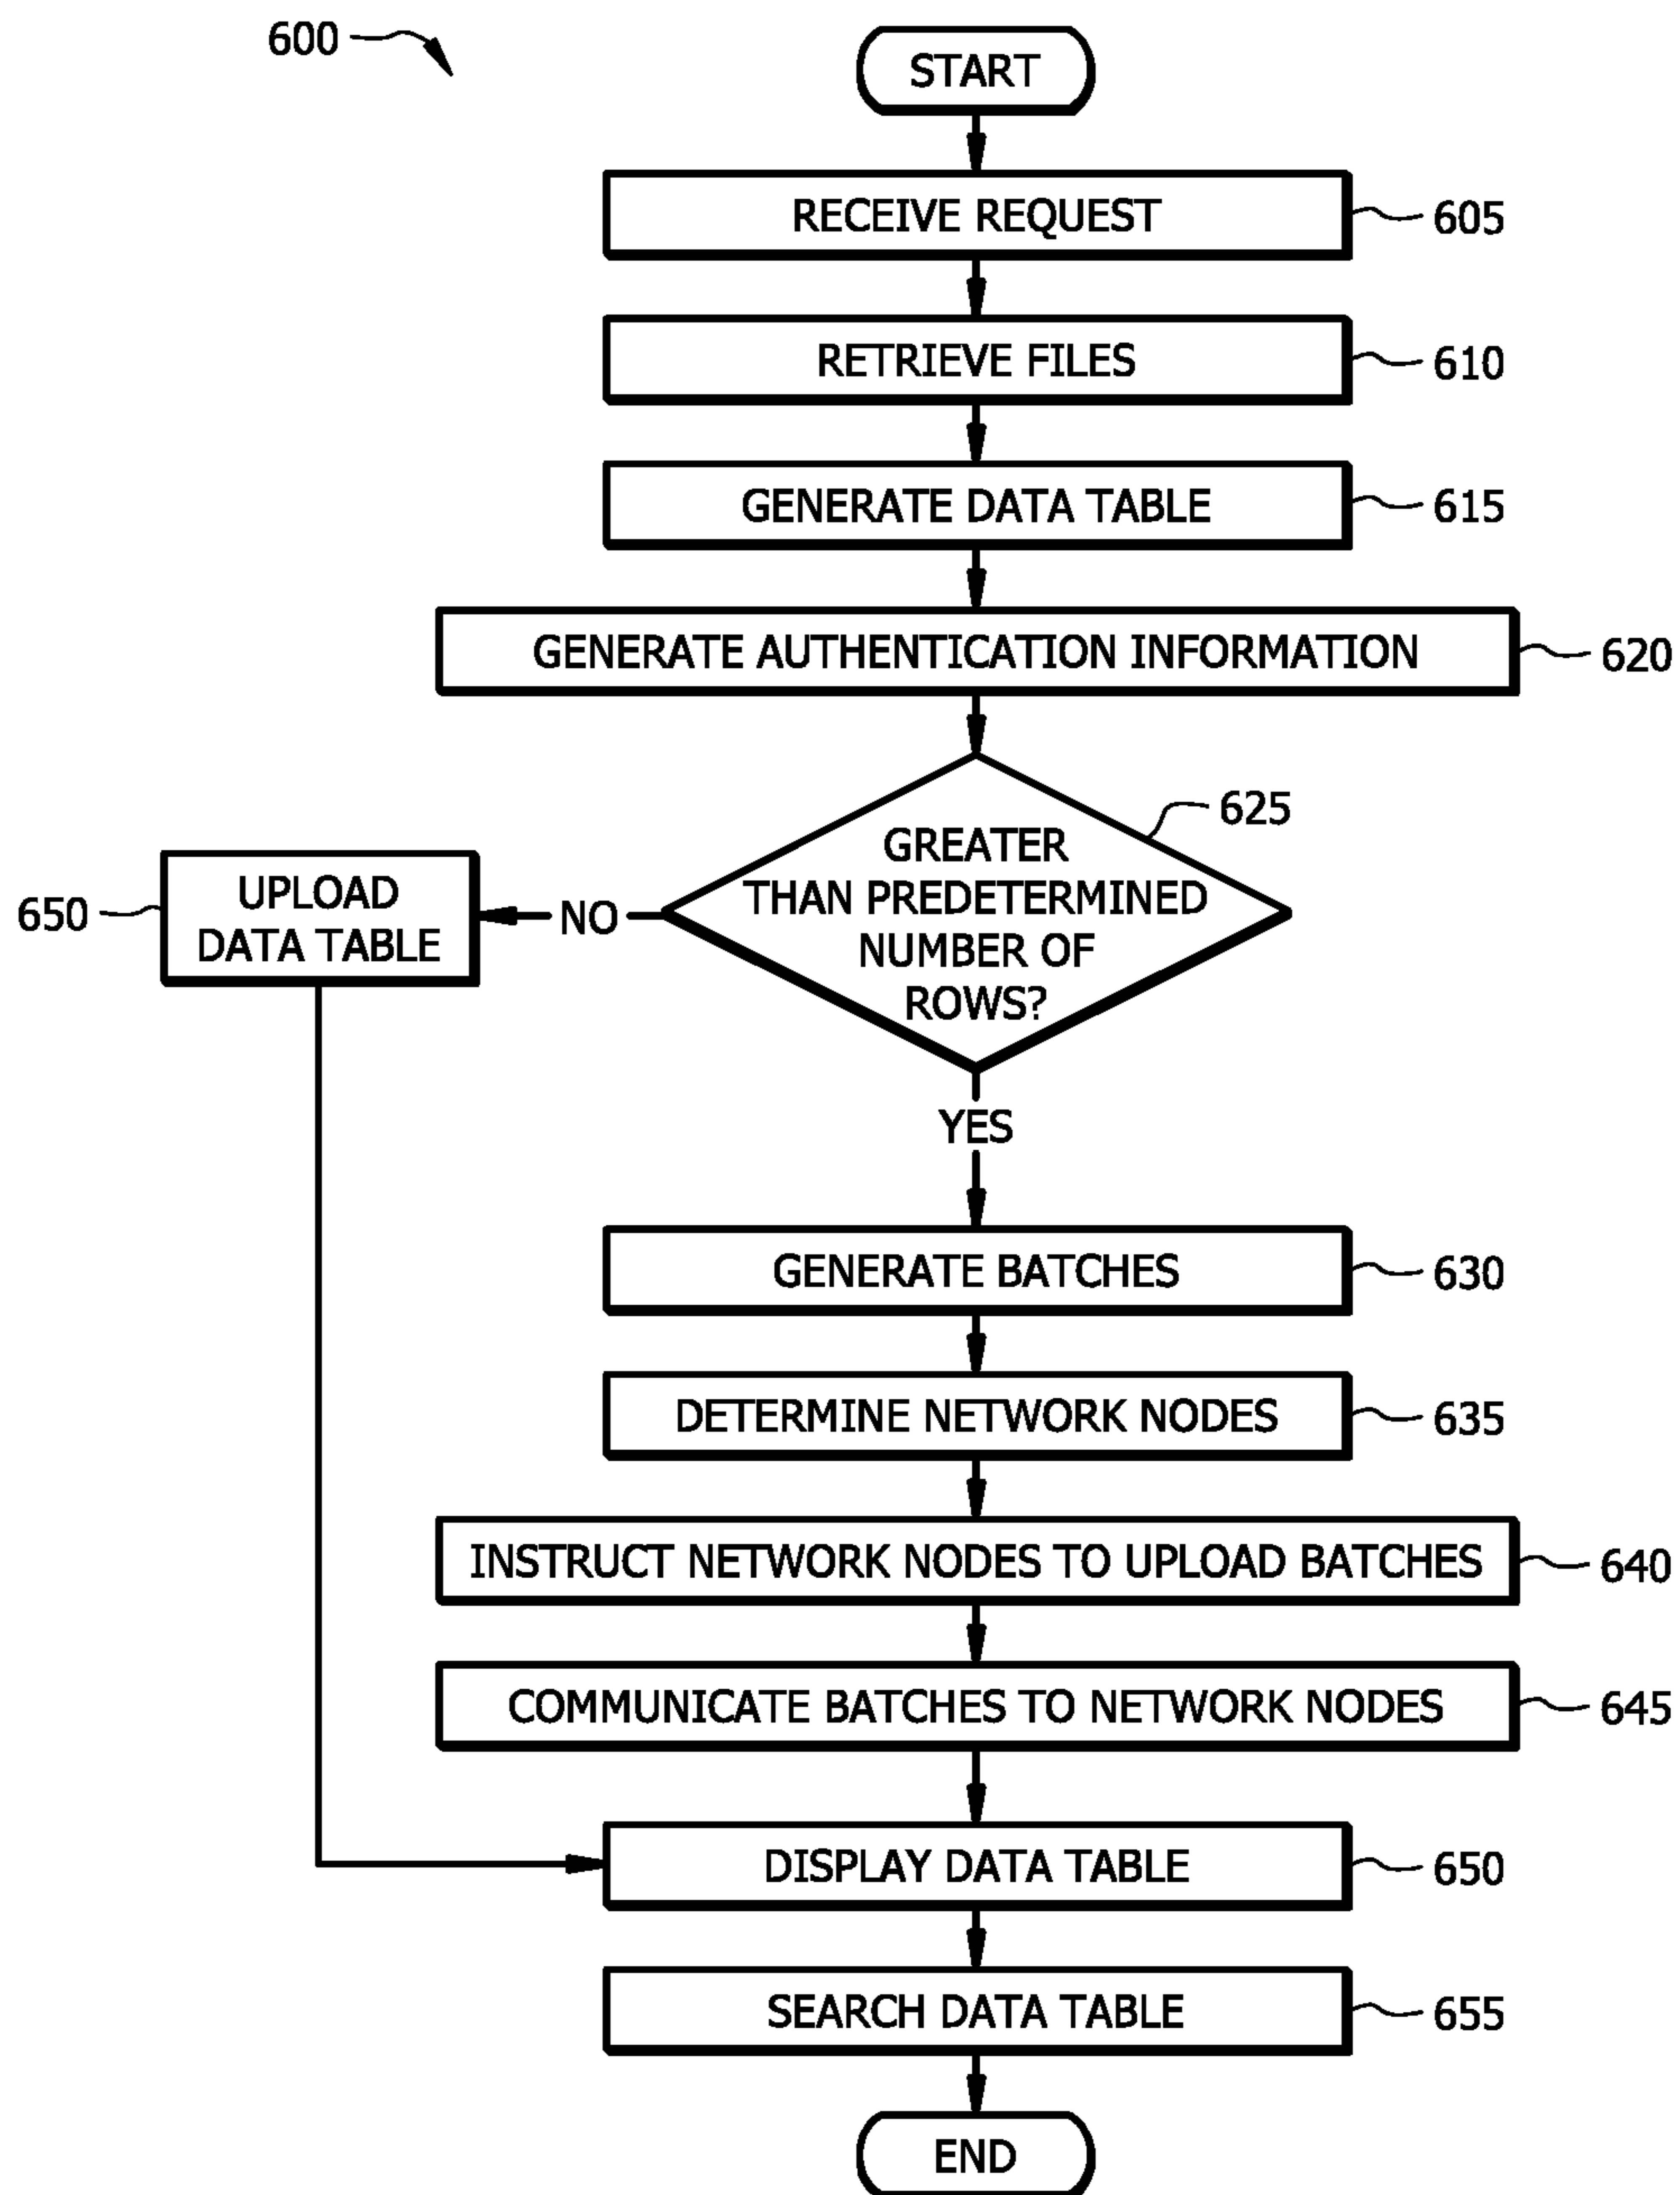 600
START
RECEIVE REQUEST
605
RETRIEVE FILES
610
GENERATE DATA TABLE
615
GENERATE AUTHENTICATION INFORMATION
620
625
GREATER
THAN PREDETERMINED
NUMBER OF
ROWS?
NO
UPLOAD
DATA TABLE
650
YES
GENERATE BATCHES
630
DETERMINE NETWORK NODES
635
INSTRUCT NETWORK NODES TO UPLOAD BATCHES
640
COMMUNICATE BATCHES TO NETWORK NODES
645
DISPLAY DATA TABLE
650
SEARCH DATA TABLE
655
END